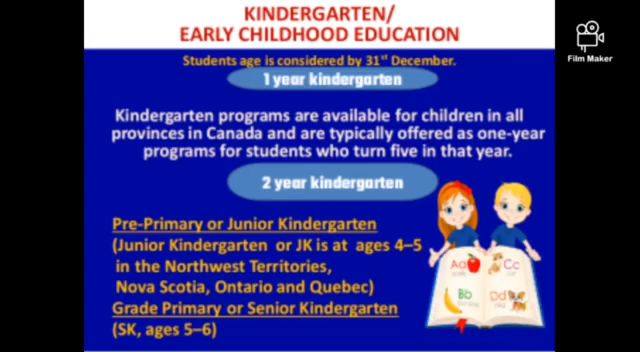 KINDERGARTEN/
EARLY CHILDHOOD EDUCATION
Film Maker
Students age is considered by 31st December.
1 year kindergarten
Kindergarten programs are available for children in all
provinces in Canada and are typically offered as one-year
programs for students who turn five in that year.
2 year kindergarten
Pre-Primary or Junior Kindergarten
(Junior Kindergarten or JK is at ages 4–5
in the Northwest Territories,
Nova Scotia, Ontario and Quebec)
Grade Primary or Senior Kindergarten
(SK, ages 5–6)
Aa
Cc
Bb
Dd